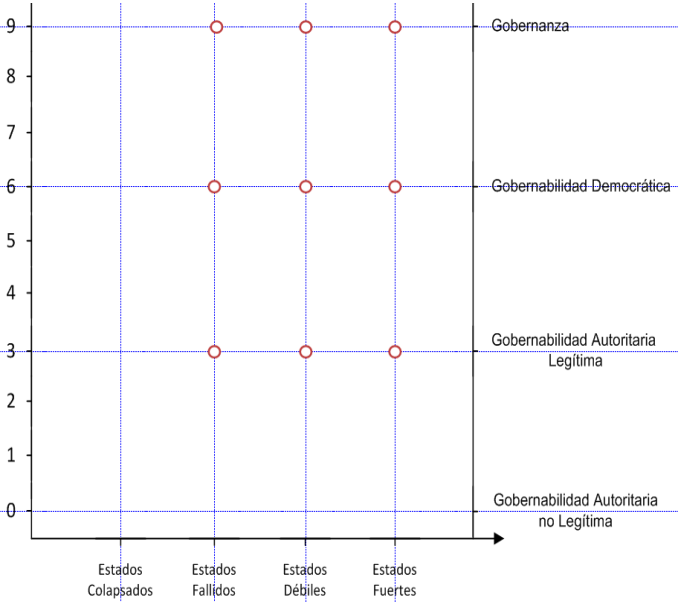 9
Gobernanza
8
7
6
Gobernabilidad Democrática
5
4
3
Gobernabilidad Autoritaria
Legítima
2
1
0
Gobernabilidad Autoritaria
no Legítima
Estados
Colapsados
Estados
Fallidos
Estados
Débiles
Estados
Fuertes